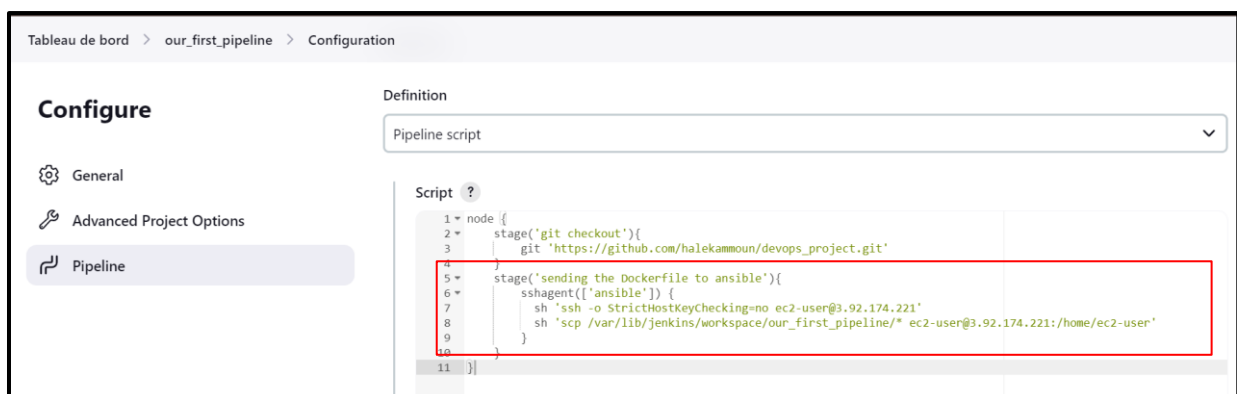 Tableau de bord > our_first_pipeline > Configuration
Configure
General
Advanced Project Options
Pipeline
Definition
Pipeline script
Script ?
1 node {
2 stage('git checkout'){
3 git 'https://github.com/halekammoun/devops_project.git'
4 }
5 stage('sending the Dockerfile to ansible'){
6 sshagent(['ansible']) {
7 sh 'ssh -o StrictHostKeyChecking=no ec2-user@3.92.174.221'
8 sh 'scp /var/lib/jenkins/workspace/our_first_pipeline/* ec2-user@3.92.174.221:/home/ec2-user'
9 }
10 }
11 }